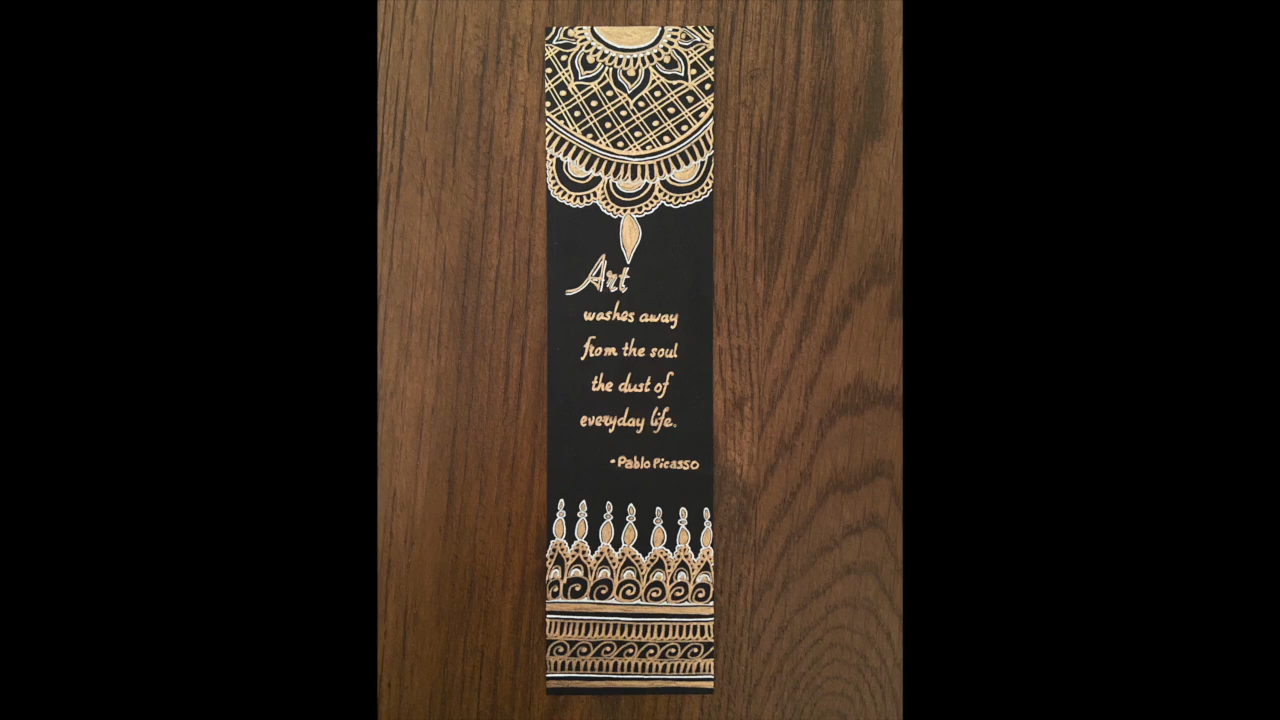 Art
washes away
from the soul
the dust of
everyday life.
- Pablo Picasso